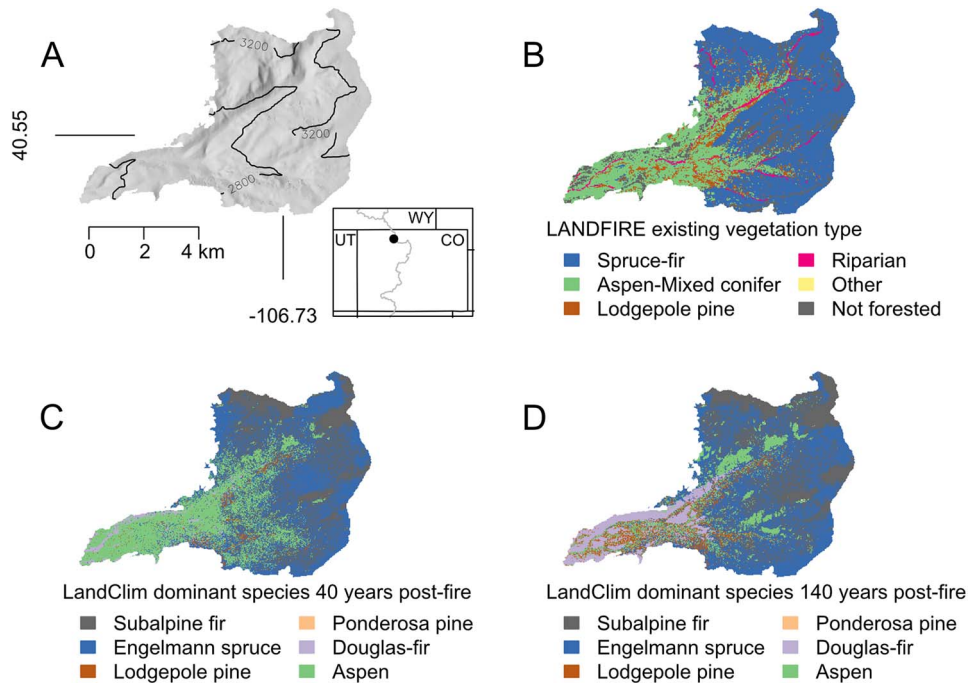 A
3200
3200
2800
40.55
0 2 4 km
-106.73
WY
UT
CO
B
LANDFIRE existing vegetation type
Spruce-fir
Riparian
Aspen-Mixed conifer
Other
Lodgepole pine
Not forested
C
LandClim dominant species 40 years post-fire
Subalpine fir
Ponderosa pine
Engelmann spruce
Douglas-fir
Lodgepole pine
Aspen
D
LandClim dominant species 140 years post-fire
Subalpine fir
Ponderosa pine
Engelmann spruce
Douglas-fir
Lodgepole pine
Aspen